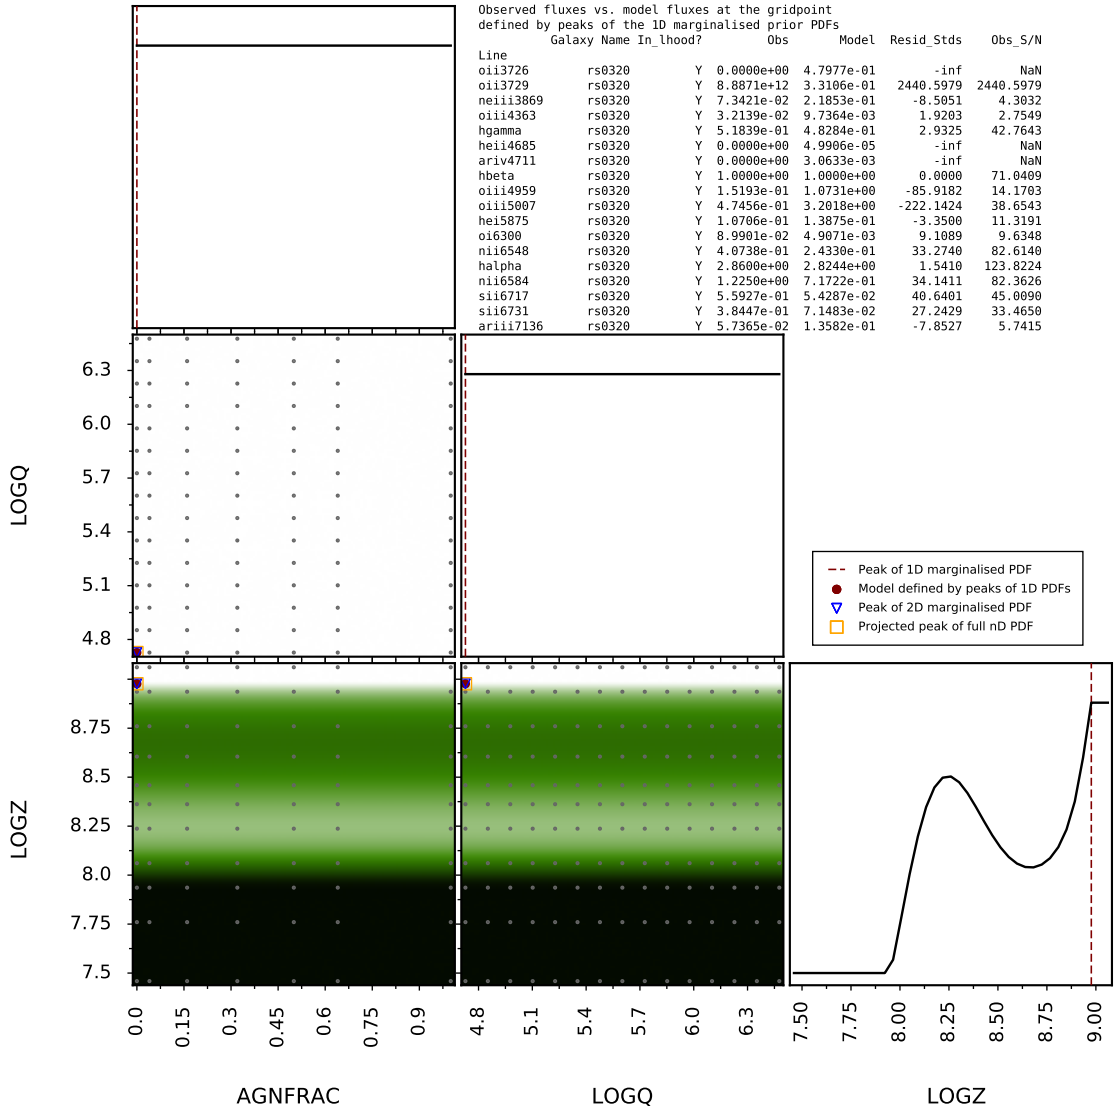 Observed fluxes vs. model fluxes at the gridpoint
defined by peaks of the 1D marginalised prior PDFs
Galaxy Name In_lhood? Obs Model Resid_Stds Obs_S/N
Line
oii3726 rs0320 Y 0.0000e+00 4.7977e-01 -inf NaN
oii3729 rs0320 Y 8.8871e+12 3.3106e-01 2440.5979 2440.5979
neiii3869 rs0320 Y 7.3421e-02 2.1853e-01 -8.5051 4.3032
oiii4363 rs0320 Y 3.2139e-02 9.7364e-03 1.9203 2.7549
hgamma rs0320 Y 5.1839e-01 4.8284e-01 2.9325 42.7643
heii4685 rs0320 Y 0.0000e+00 4.9906e-05 -inf NaN
ariv4711 rs0320 Y 0.0000e+00 3.0633e-03 -inf NaN
hbeta rs0320 Y 1.0000e+00 1.0000e+00 0.0000 71.0409
oiii4959 rs0320 Y 1.5193e-01 1.0731e+00 -85.9182 14.1703
oiii5007 rs0320 Y 4.7456e-01 3.2018e+00 -222.1424 38.6543
hei5875 rs0320 Y 1.0706e-01 1.3875e-01 -3.3500 11.3191
oi6300 rs0320 Y 8.9901e-02 4.9071e-03 9.1089 9.6348
nii6548 rs0320 Y 4.0738e-01 2.4330e-01 33.2740 82.6140
halpha rs0320 Y 2.8600e+00 2.8244e+00 1.5410 123.8224
nii6584 rs0320 Y 1.2250e+00 7.1722e-01 34.1411 82.3626
sii6717 rs0320 Y 5.5927e-01 5.4287e-02 40.6401 45.0090
sii6731 rs0320 Y 3.8447e-01 7.1483e-02 27.2429 33.4650
ariii7136 rs0320 Y 5.7365e-02 1.3582e-01 -7.8527 5.7415
6.3
6.0
5.7
5.4
5.1
4.8
LOGQ
Peak of 1D marginalised PDF
Model defined by peaks of 1D PDFs
Peak of 2D marginalised PDF
Projected peak of full nD PDF
8.75
8.5
8.25
8.0
7.75
7.5
LOGZ
0.0 0.15 0.3 0.45 0.6 0.75 0.9
4.8 5.1 5.4 5.7 6.0 6.3
7.50 7.75 8.00 8.25 8.50 8.75 9.00
AGNFRAC LOGQ LOGZ